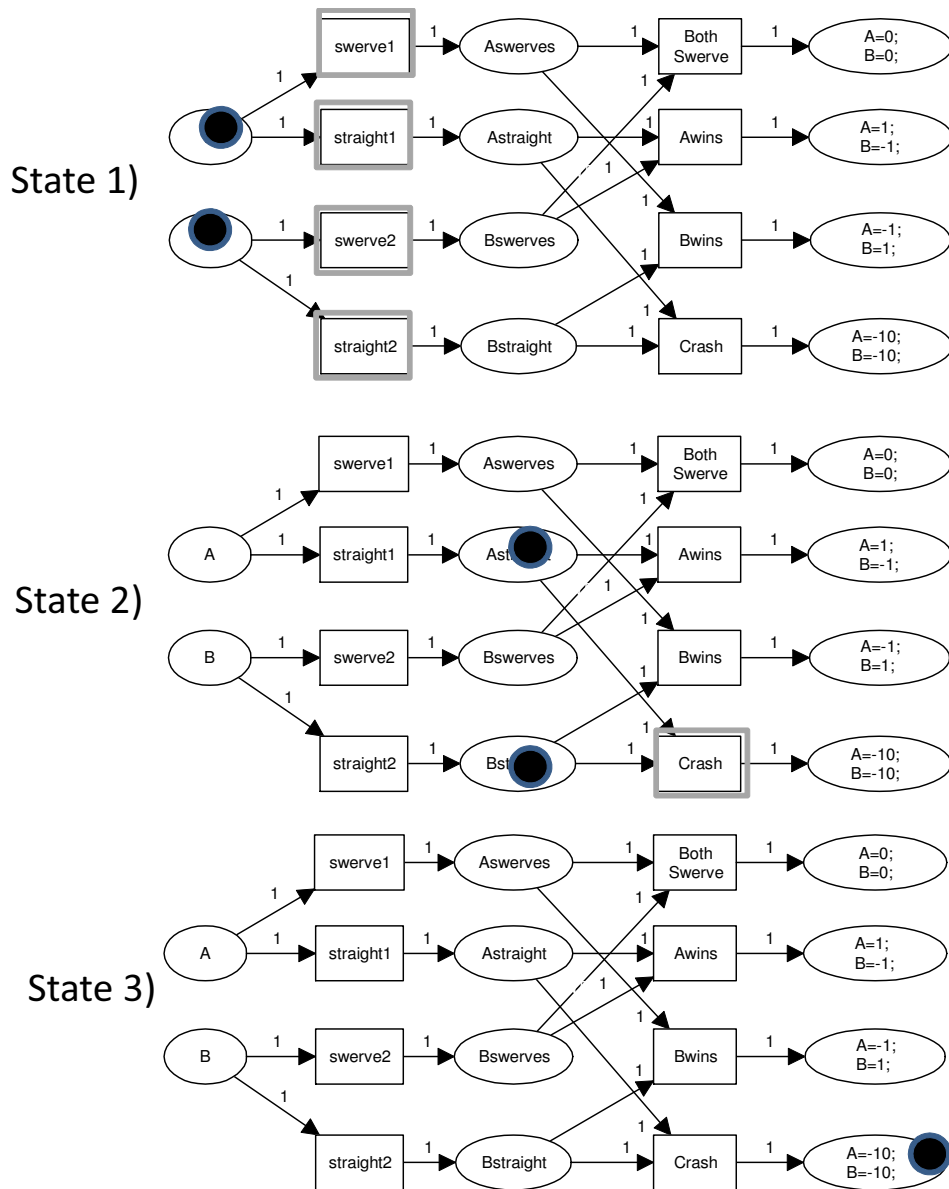 State 1)
1 swerve1 1 Aswerves 1 Both Swerve 1 A=0; B=0;
1 straight1 1 Astraight 1 1 Awins 1 A=1; B=-1;
1 swerve2 1 Bswerves 1 1 Bwins 1 A=-1; B=1;
1 straight2 1 Bstraight 1 1 1 Crash 1 A=-10; B=-10;
State 2)
1 swerve1 1 Aswerves 1 Both Swerve 1 A=0; B=0;
A 1 straight1 1 1 1 Awins 1 A=1; B=-1;
B 1 swerve2 1 Bswerves 1 1 Bwins 1 A=-1; B=1;
1 straight2 1 1 1 1 Crash 1 A=-10; B=-10;
State 3)
1 swerve1 1 Aswerves 1 Both Swerve 1 A=0; B=0;
A 1 straight1 1 Astraight 1 1 Awins 1 A=1; B=-1;
B 1 swerve2 1 Bswerves 1 1 Bwins 1 A=-1; B=1;
1 straight2 1 Bstraight 1 1 1 Crash 1 A=-10; B=-10;